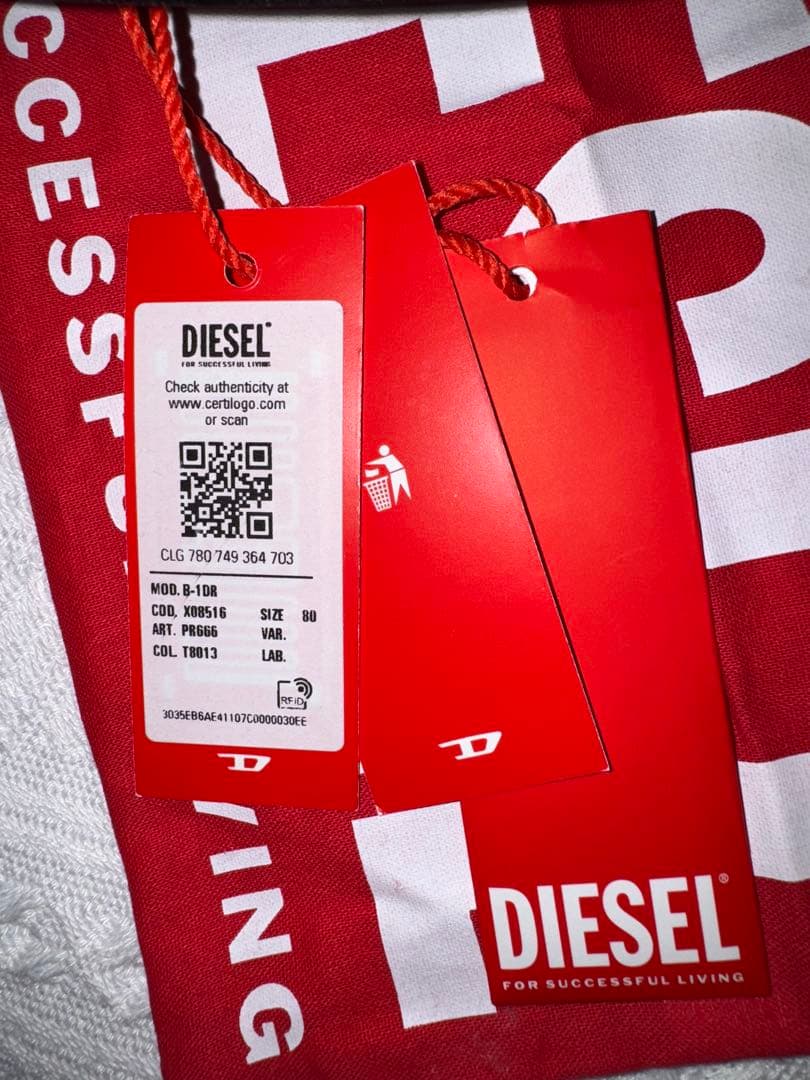 CCESSFU
VING
DIESEL
FOR SUCCESSFUL LIVING
Check authenticity at
www.certilogo.com
or scan
CLG 780 749 364 703
MOD. B-1DR
COD. X08516 SIZE 80
ART. PR666 VAR.
COL. T8013 LAB.
RFiD
3035EB6AE41107C0000030EE
D
D
DIESEL®
FOR SUCCESSFUL LIVING